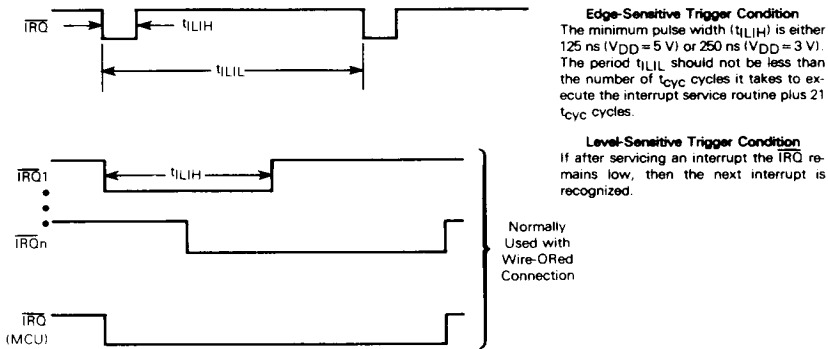 IRQ
tILIH
tILIL
Edge-Sensitive Trigger Condition
The minimum pulse width (tILIH) is either
125 ns (VDD = 5 V) or 250 ns (VDD = 3 V).
The period tILIL should not be less than
the number of tcyc cycles it takes to ex-
ecute the interrupt service routine plus 21
tcyc cycles.
Level-Sensitive Trigger Condition
If after servicing an interrupt the IRQ re-
mains low, then the next interrupt is
recognized.
IRQ1
tILIH
IRQn
Normally
Used with
Wire-ORed
Connection
IRQ
(MCU)